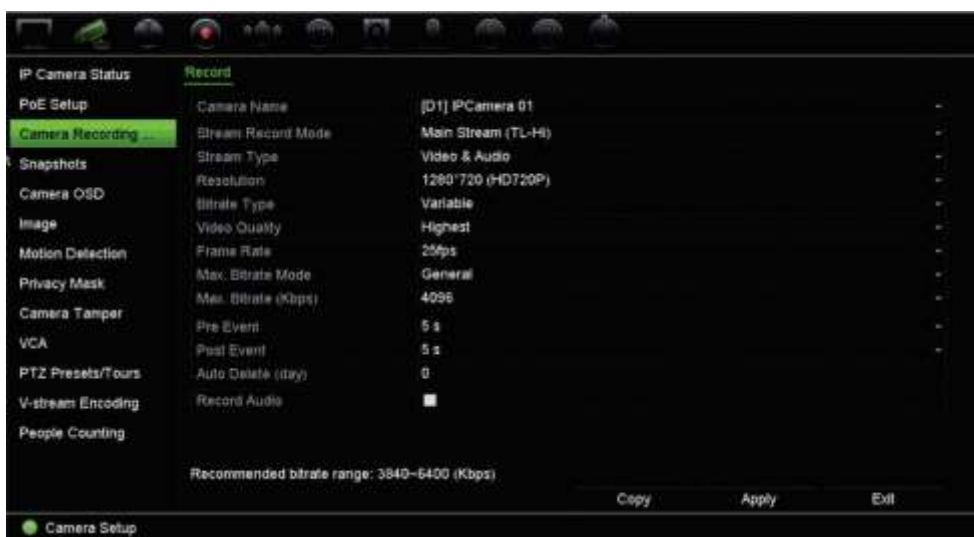 IP Camera Status
PoE Setup
Camera Recording ...
Snapshots
Camera OSD
Image
Motion Detection
Privacy Mask
Camera Tamper
VCA
PTZ Presets/Tours
V-stream Encoding
People Counting
Record
Camera Name [D1] IPCamera 01
Stream Record Mode Main Stream (TL-Hi)
Stream Type Video & Audio
Resolution 1280*720 (HD720P)
Bitrate Type Variable
Video Quality Highest
Frame Rate 25fps
Max. Bitrate Mode General
Max. Bitrate (Kbps) 4096
Pre Event 5 s
Post Event 5 s
Auto Delete (day) 0
Record Audio
Recommended bitrate range: 3840~6400 (Kbps)
Copy Apply Exit
Camera Setup